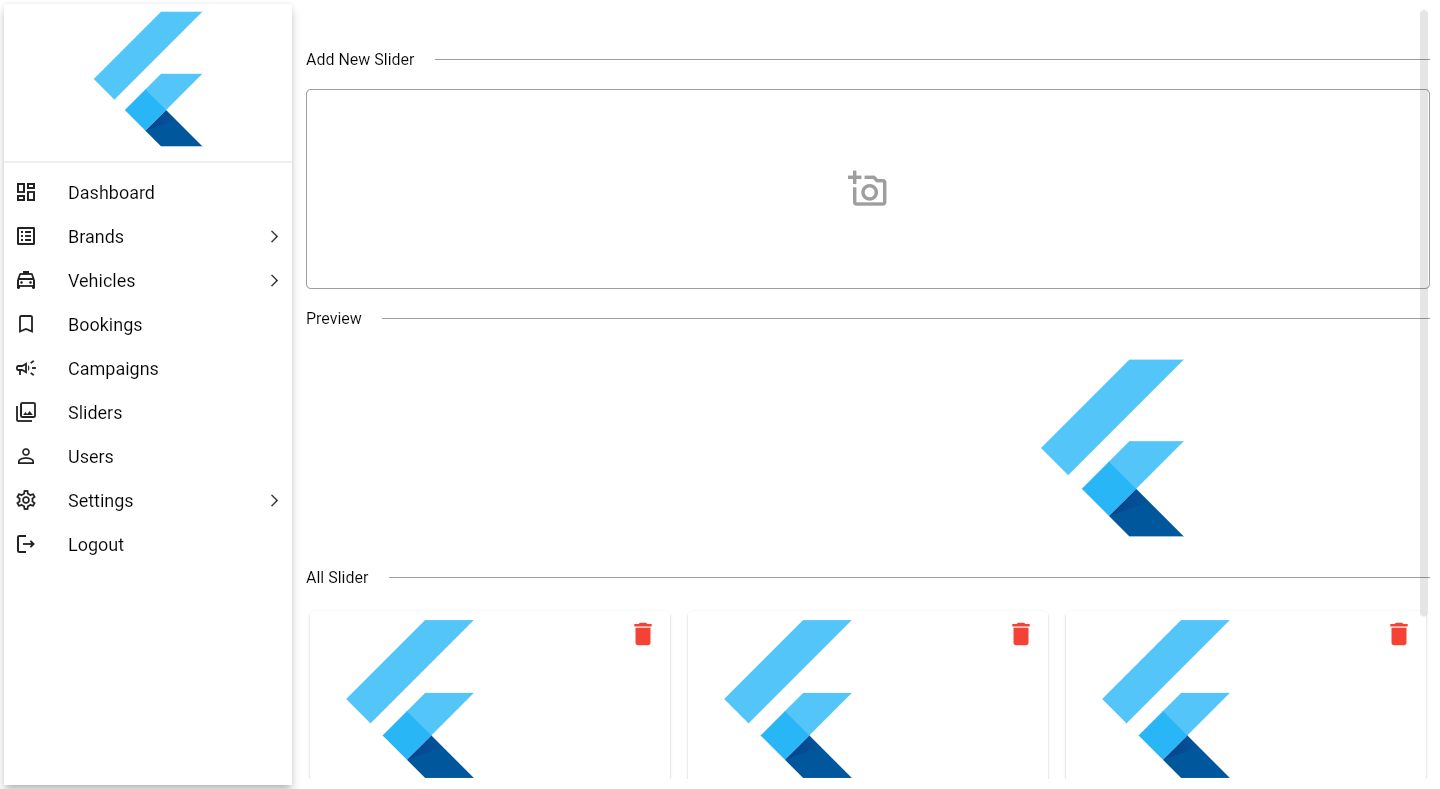 Dashboard
Brands
Vehicles
Bookings
Campaigns
Sliders
Users
Settings
Logout
Add New Slider
Preview
All Slider